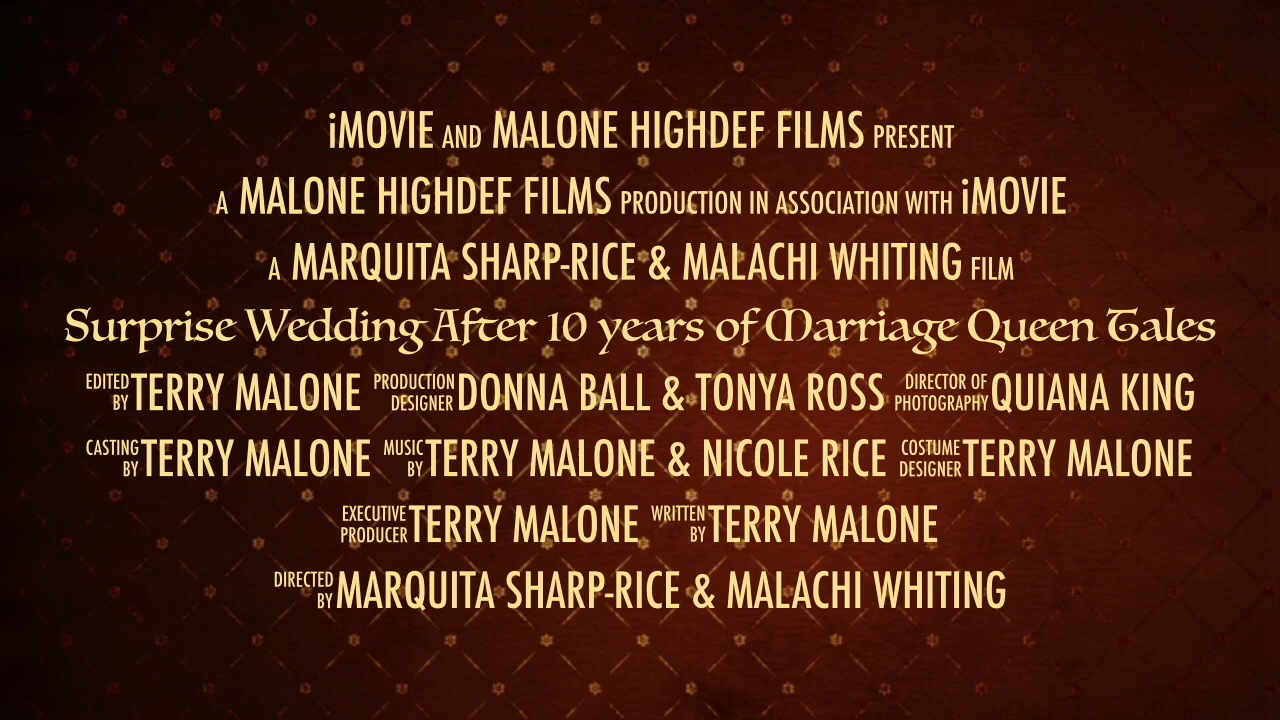 iMOVIE AND MALONE HIGHDEF FILMS PRESENT
A MALONE HIGHDEF FILMS PRODUCTION IN ASSOCIATION WITH iMOVIE
A MARQUITA SHARP-RICE & MALACHI WHITING FILM
Surprise Wedding After 10 years of Marriage Queen Tales
EDITED BY TERRY MALONE PRODUCTION DESIGNER DONNA BALL & TONYA ROSS DIRECTOR OF PHOTOGRAPHY QUIANA KING
CASTING BY TERRY MALONE MUSIC BY TERRY MALONE & NICOLE RICE COSTUME DESIGNER TERRY MALONE
EXECUTIVE PRODUCER TERRY MALONE WRITTEN BY TERRY MALONE
DIRECTED BY MARQUITA SHARP-RICE & MALACHI WHITING